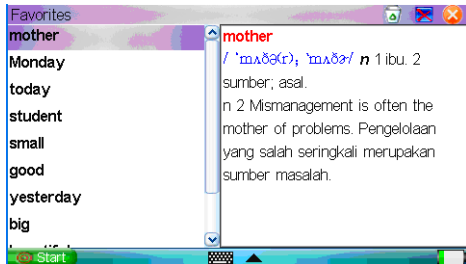 Favorites
mother
Monday
today
student
small
good
yesterday
big
Start
mother
/ ˈmʌðə(r); ˈmʌðɚ/ n 1 ibu. 2
sumber; asal.
n 2 Mismanagement is often the
mother of problems. Pengelolaan
yang salah seringkali merupakan
sumber masalah.